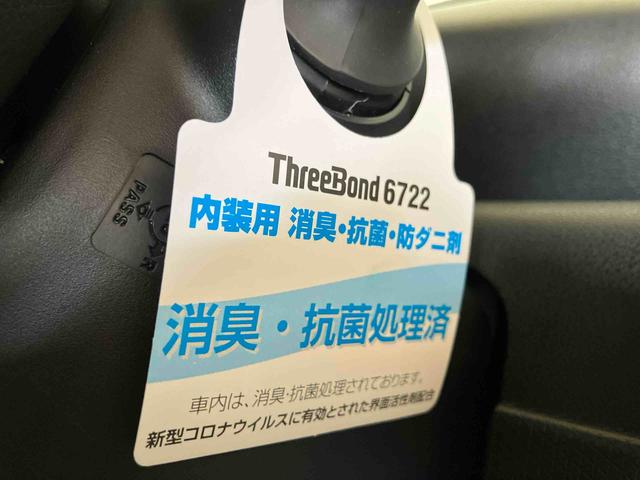 ThreeBond 6722
内装用 消臭・抗菌・防ダニ剤
消臭・抗菌処理済
車内は、消臭・抗菌処理されております。
新型コロナウイルスに有効とされた界面活性剤配合
PASS